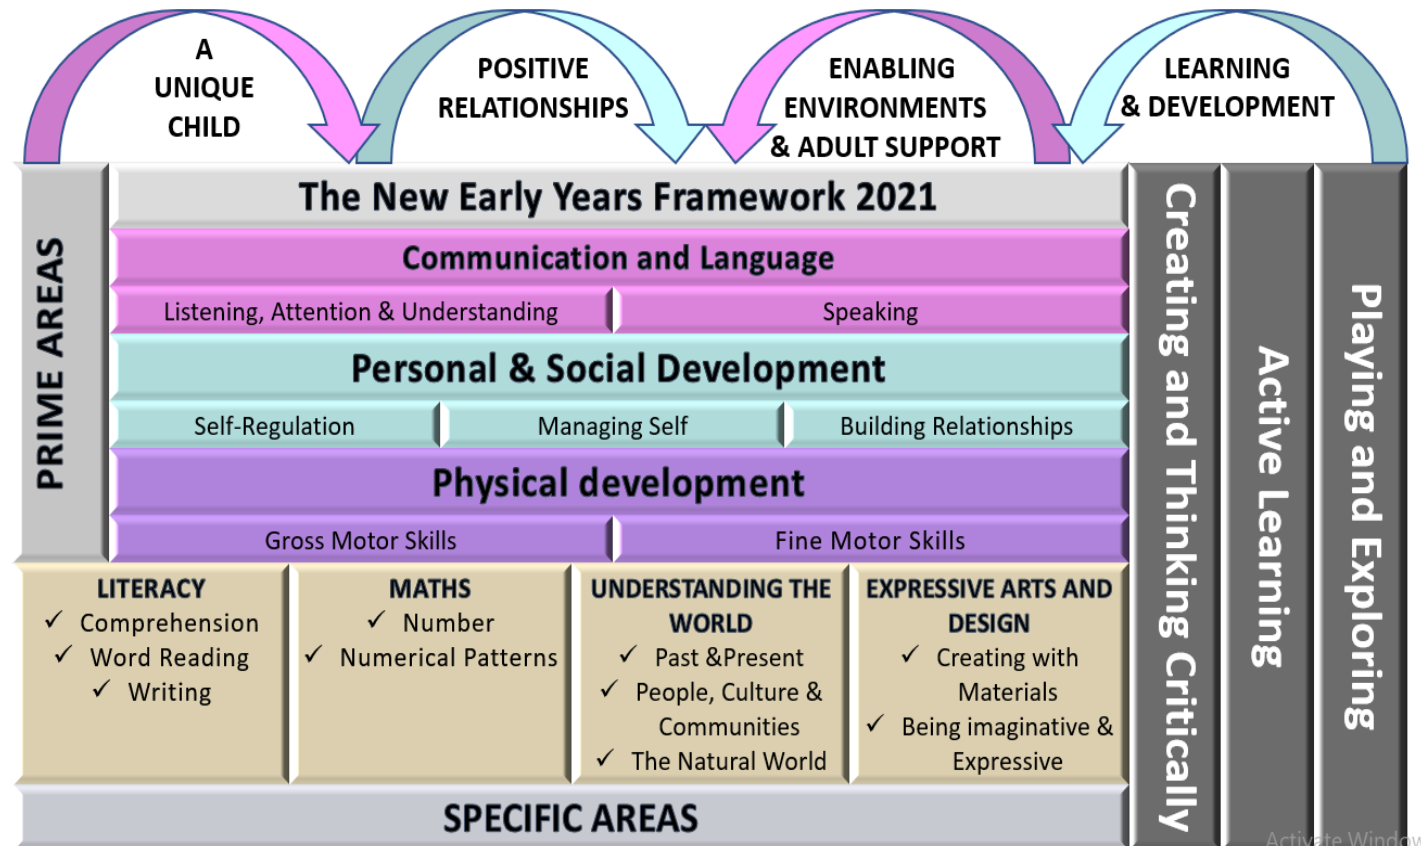 A
UNIQUE
CHILD
POSITIVE
RELATIONSHIPS
ENABLING
ENVIRONMENTS
& ADULT SUPPORT
LEARNING
& DEVELOPMENT
PRIME AREAS
The New Early Years Framework 2021
Communication and Language
Listening, Attention & Understanding
Speaking
Personal & Social Development
Self-Regulation
Managing Self
Building Relationships
Physical development
Gross Motor Skills
Fine Motor Skills
LITERACY
✓ Comprehension
✓ Word Reading
✓ Writing
MATHS
✓ Number
✓ Numerical Patterns
UNDERSTANDING THE
WORLD
✓ Past &Present
✓ People, Culture &
Communities
✓ The Natural World
EXPRESSIVE ARTS AND
DESIGN
✓ Creating with
Materials
✓ Being imaginative &
Expressive
SPECIFIC AREAS
Creating and Thinking Critically
Active Learning
Playing and Exploring
Activate Window